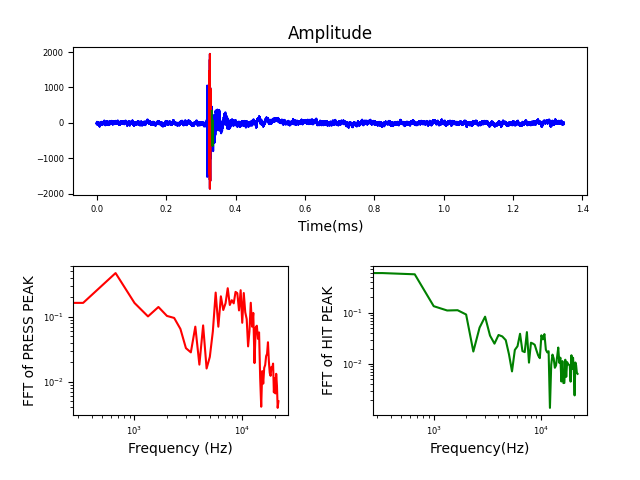 Amplitude
2000
1000
0
−1000
−2000
0.0 0.2 0.4 0.6 0.8 1.0 1.2 1.4
Time(ms)
FFT of PRESS PEAK
10⁻¹
10⁻²
10³ 10⁴
Frequency (Hz)
FFT of HIT PEAK
10⁻¹
10⁻²
10³ 10⁴
Frequency(Hz)